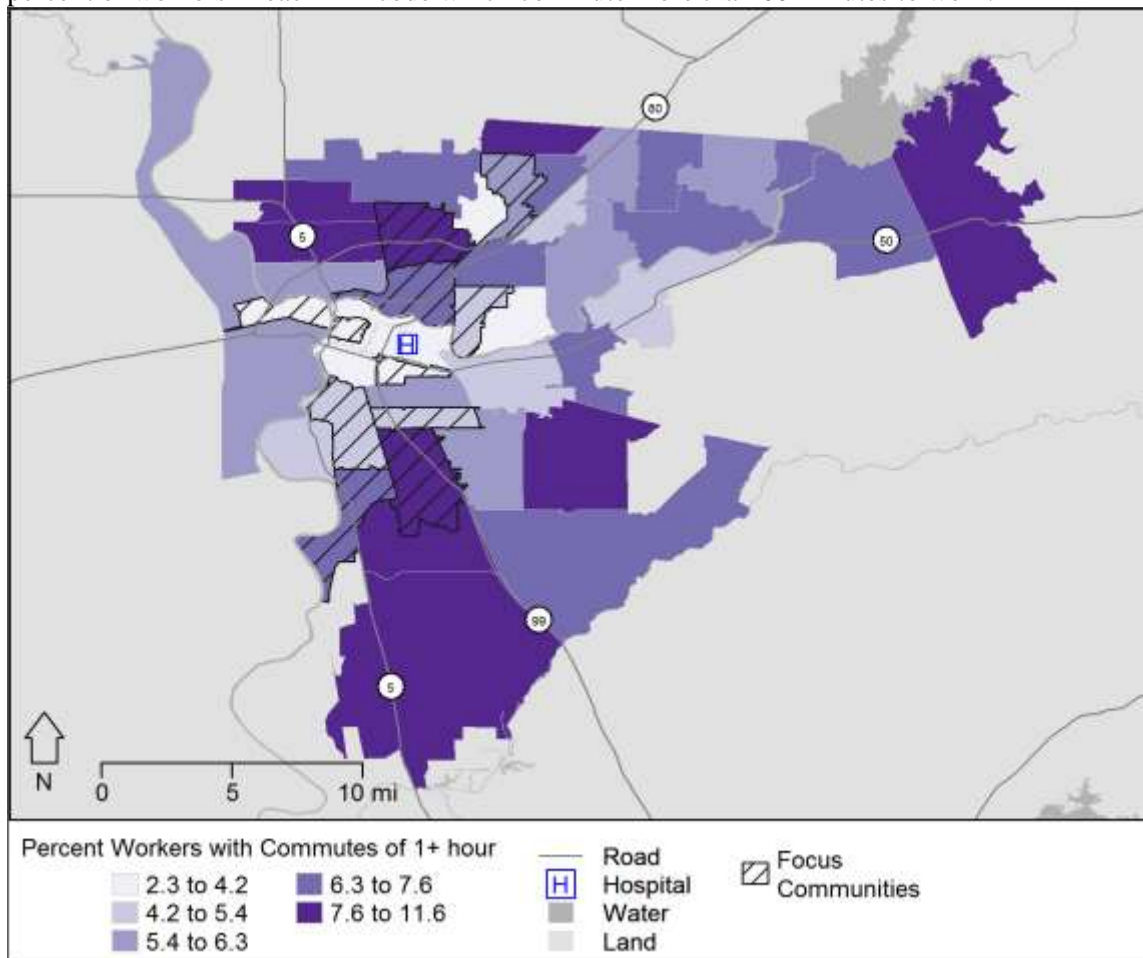 80
5
50
99
5
N
0 5 10 mi
Percent Workers with Commutes of 1+ hour
2.3 to 4.2
4.2 to 5.4
5.4 to 6.3
6.3 to 7.6
7.6 to 11.6
Road
H Hospital
Water
Land
Focus
Communities